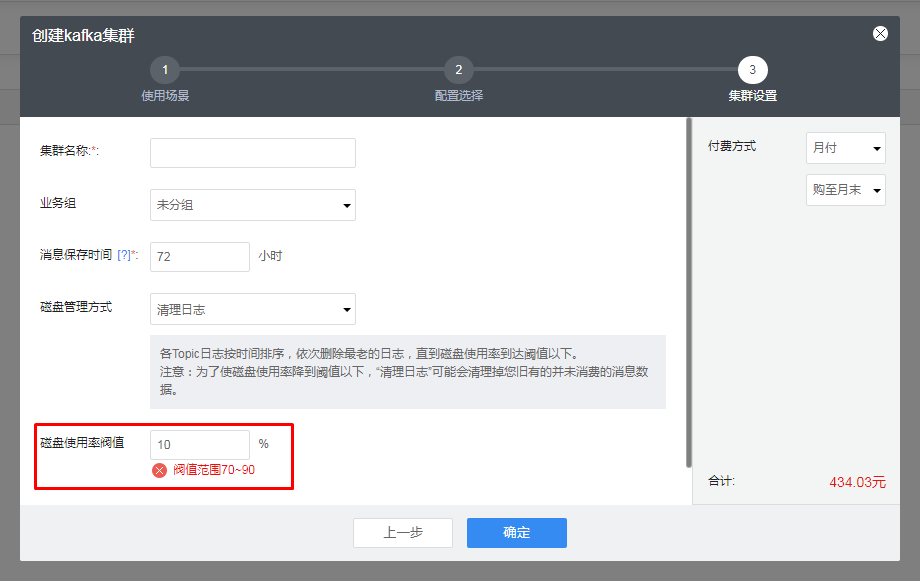 创建kafka集群
1
2
3
使用场景
配置选择
集群设置
集群名称:*:
业务组
未分组
消息保存时间 [?]*:
72
小时
磁盘管理方式
清理日志
各Topic日志按时间排序，依次删除最老的日志，直到磁盘使用率到达阈值以下。
注意：为了使磁盘使用率降到阈值以下，“清理日志”可能会清理掉您旧有的并未消费的消息数
据。
磁盘使用率阀值
10
%
阀值范围70~90
付费方式
月付
购至月末
合计:
434.03元
上一步
确定